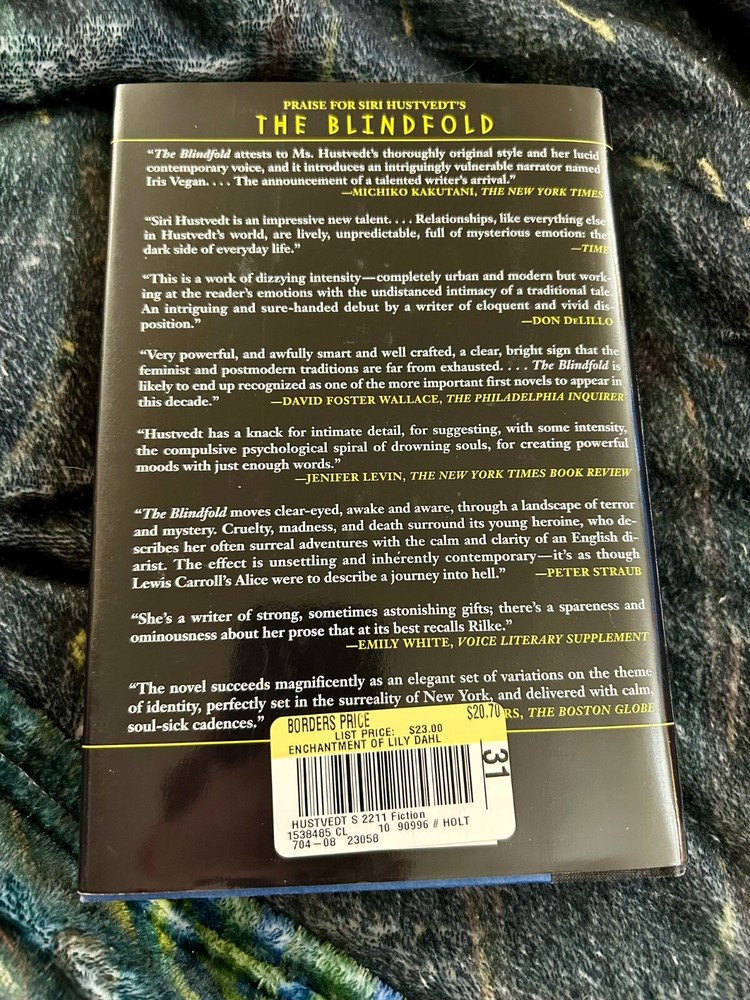 PRAISE FOR SIRI HUSTVEDT'S
THE BLINDFOLD
“The Blindfold attests to Ms. Hustvedt's thoroughly original style and her lucid
contemporary voice, and it introduces an intriguingly vulnerable narrator named
Iris Vegan. . . . The announcement of a talented writer's arrival.”
—MICHIKO KAKUTANI, THE NEW YORK TIMES
“Siri Hustvedt is an impressive new talent. . . . Relationships, like everything else
in Hustvedt's world, are lively, unpredictable, full of mysterious emotion: the
dark side of everyday life.”
—TIME
“This is a work of dizzying intensity—completely urban and modern but work-
ing at the reader's emotions with the undistanced intimacy of a traditional tale.
An intriguing and sure-handed debut by a writer of eloquent and vivid dis-
position.”
—DON DELILLO
“Very powerful, and awfully smart and well crafted, a clear, bright sign that the
feminist and postmodern traditions are far from exhausted. . . . The Blindfold is
likely to end up recognized as one of the more important first novels to appear in
this decade.”
—DAVID FOSTER WALLACE, THE PHILADELPHIA INQUIRER
“Hustvedt has a knack for intimate detail, for suggesting, with some intensity,
the compulsive psychological spiral of drowning souls, for creating powerful
moods with just enough words.”
—JENIFER LEVIN, THE NEW YORK TIMES BOOK REVIEW
“The Blindfold moves clear-eyed, awake and aware, through a landscape of terror
and mystery. Cruelty, madness, and death surround its young heroine, who de-
scribes her often surreal adventures with the calm and clarity of an English di-
arist. The effect is unsettling and inherently contemporary—it's as though
Lewis Carroll's Alice were to describe a journey into hell.”
—PETER STRAUB
“She's a writer of strong, sometimes astonishing gifts; there's a spareness and
ominousness about her prose that at its best recalls Rilke.”
—EMILY WHITE, VOICE LITERARY SUPPLEMENT
“The novel succeeds magnificently as an elegant set of variations on the theme
of identity, perfectly set in the surreality of New York, and delivered with calm,
soul-sick cadences.”
RS, THE BOSTON GLOBE
BORDERS PRICE $20.70
LIST PRICE: $23.00
ENCHANTMENT OF LILY DAHL
31
HUSTVEDT S 2211 Fiction
1538485 CL 10 90996 # HOLT
704-08 23058